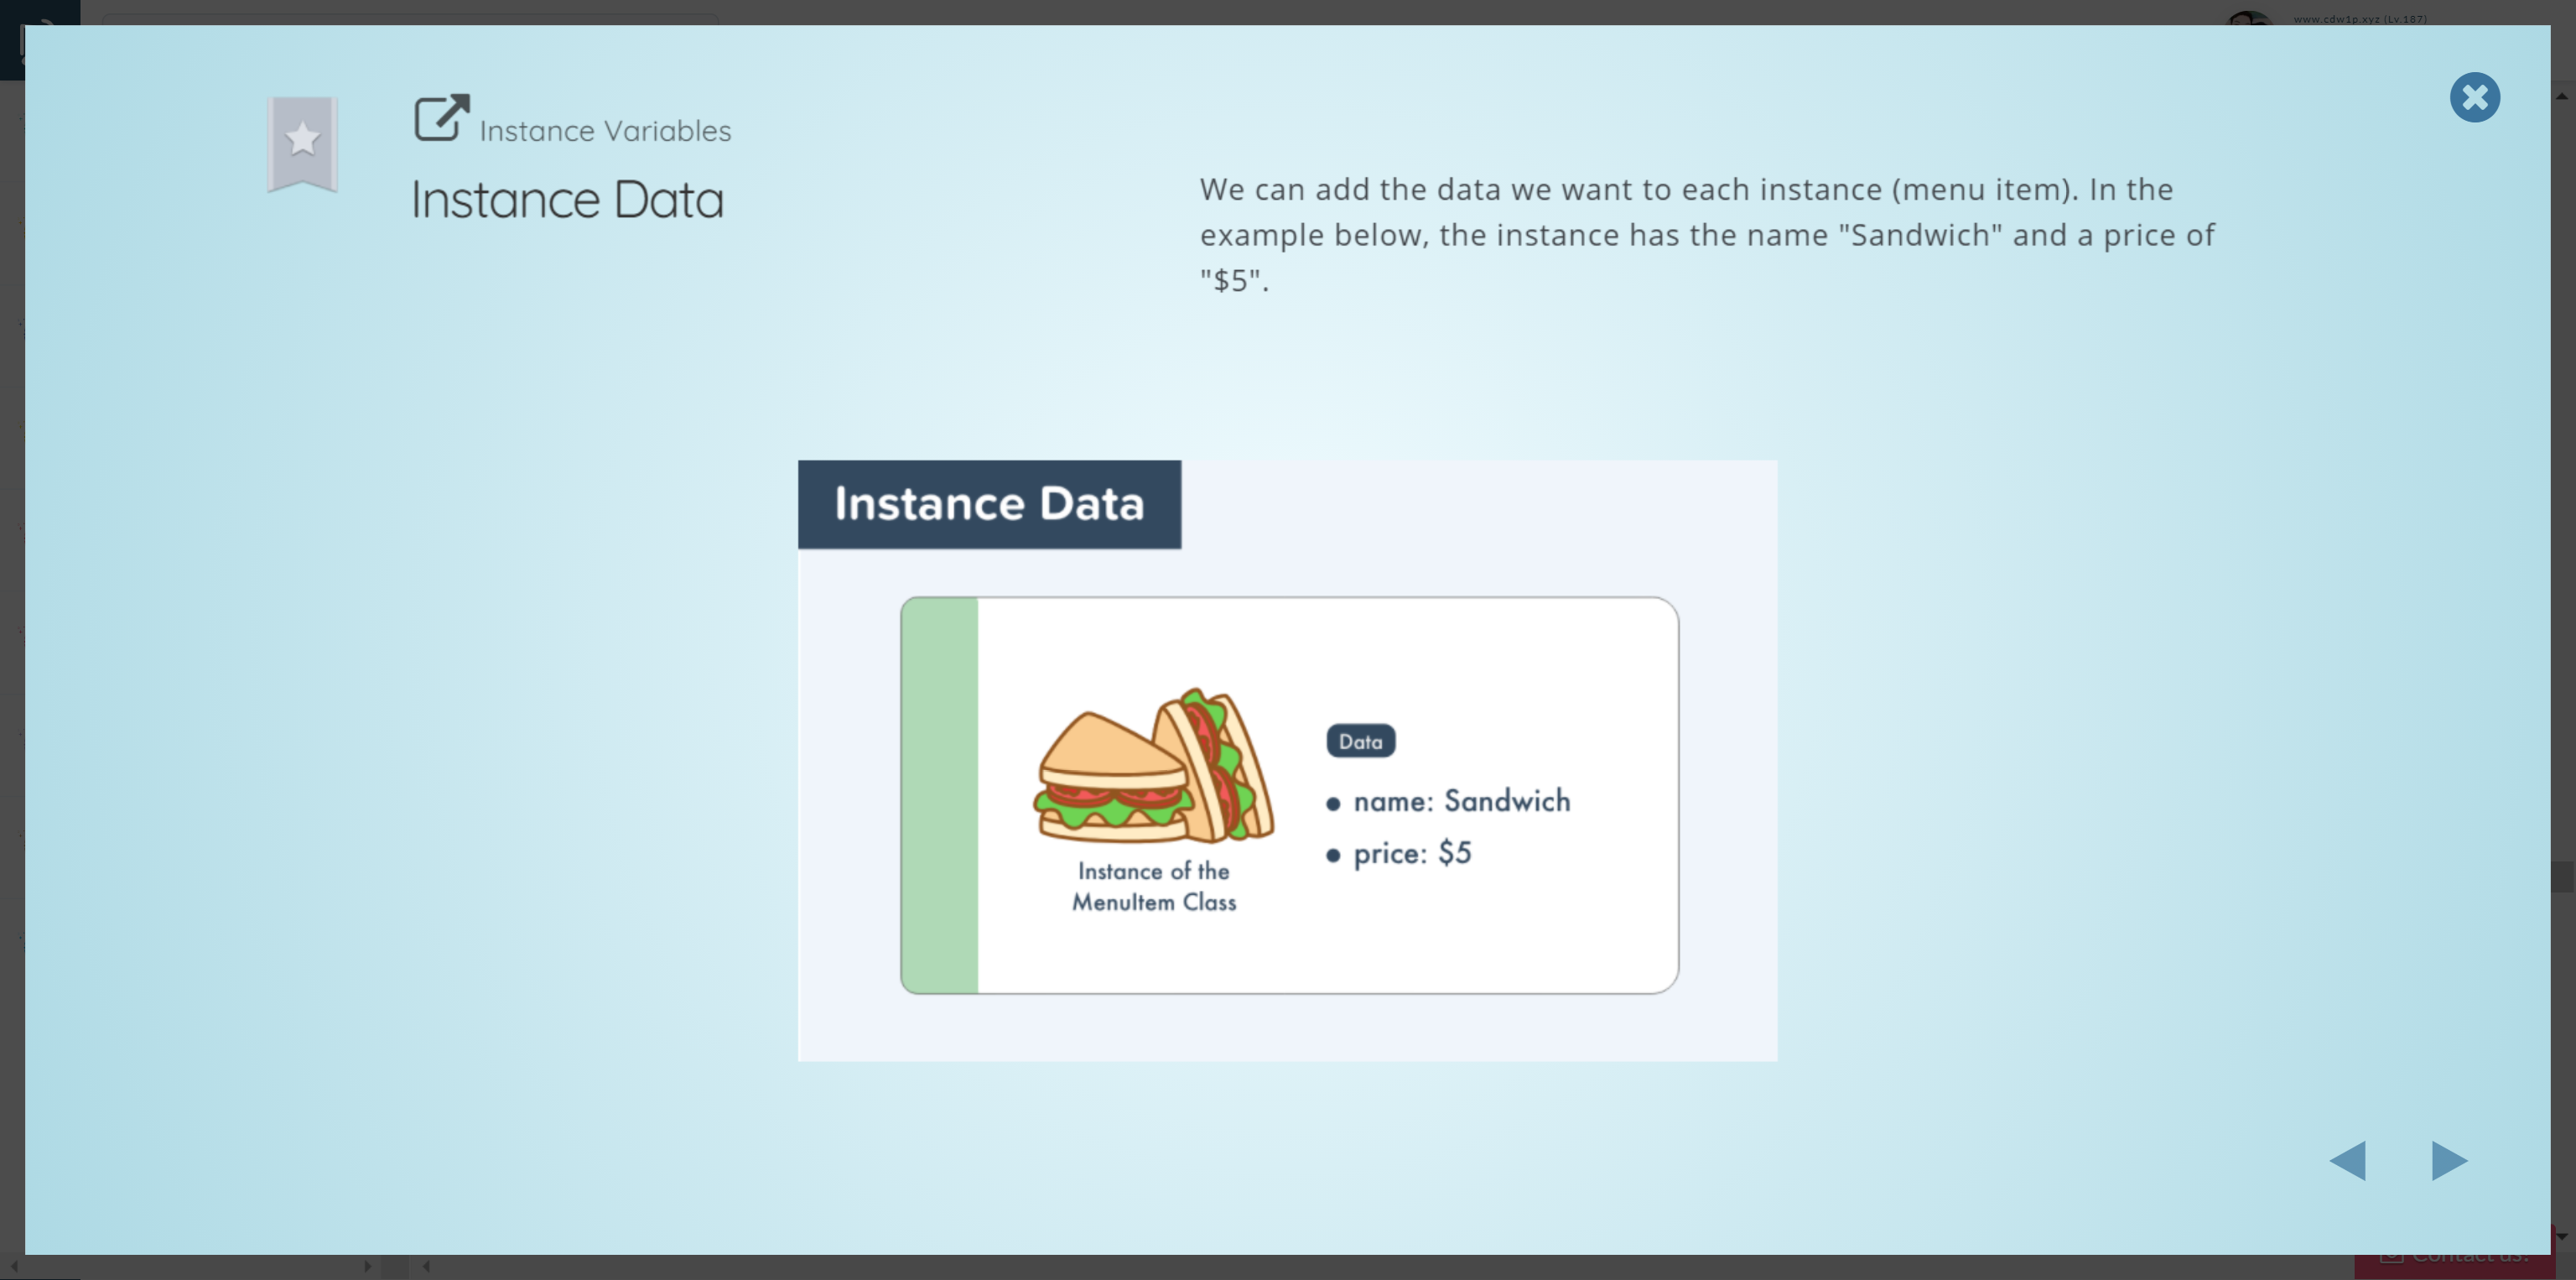 www.cdw1p.xyz (Lv.187)
Instance Variables
Instance Data
We can add the data we want to each instance (menu item). In the
example below, the instance has the name "Sandwich" and a price of
"$5".
Instance Data
Data
• name: Sandwich
• price: $5
Instance of the
MenuItem Class
Contact us!